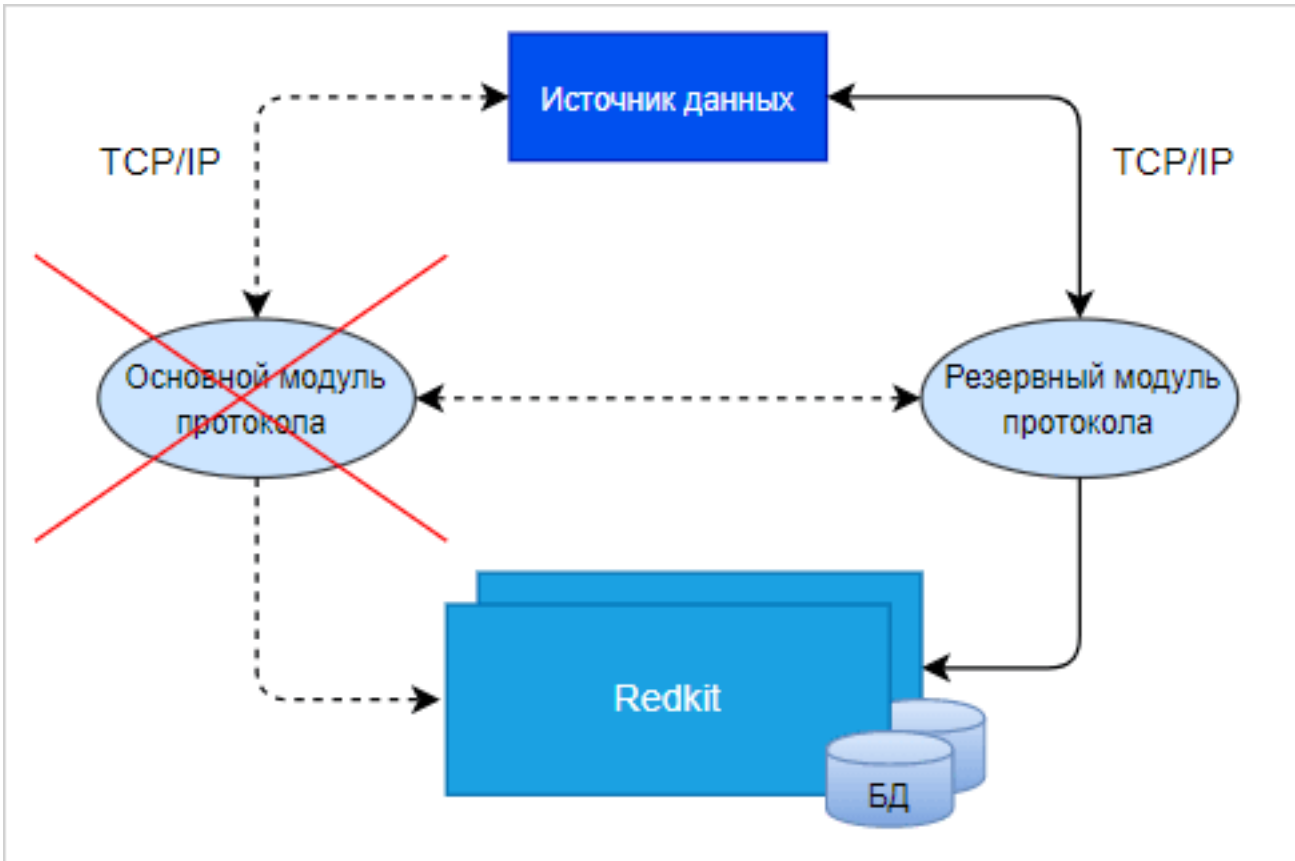 Источник данных
TCP/IP
TCP/IP
Основной модуль
протокола
Резервный модуль
протокола
Redkit
БД